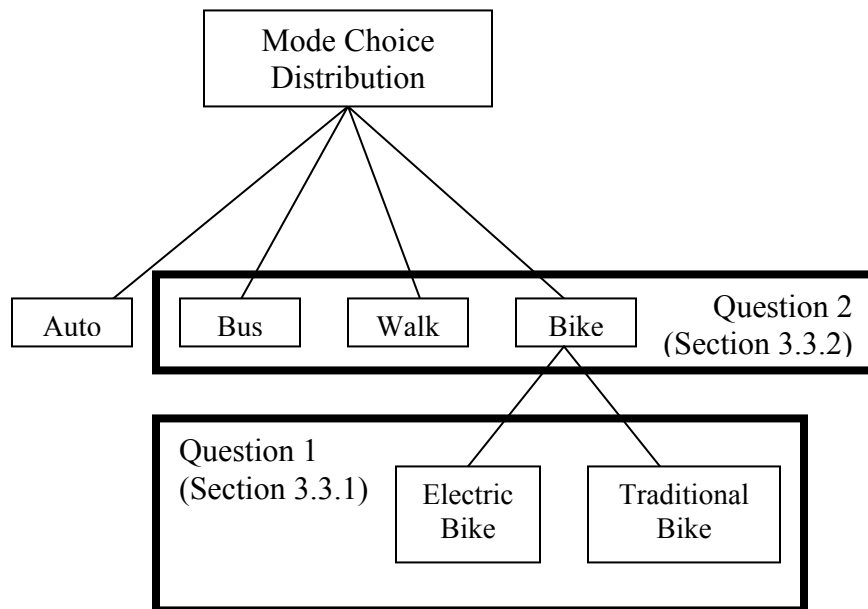 Mode Choice
Distribution
Auto
Bus
Walk
Bike
Question 2
(Section 3.3.2)
Question 1
(Section 3.3.1)
Electric
Bike
Traditional
Bike